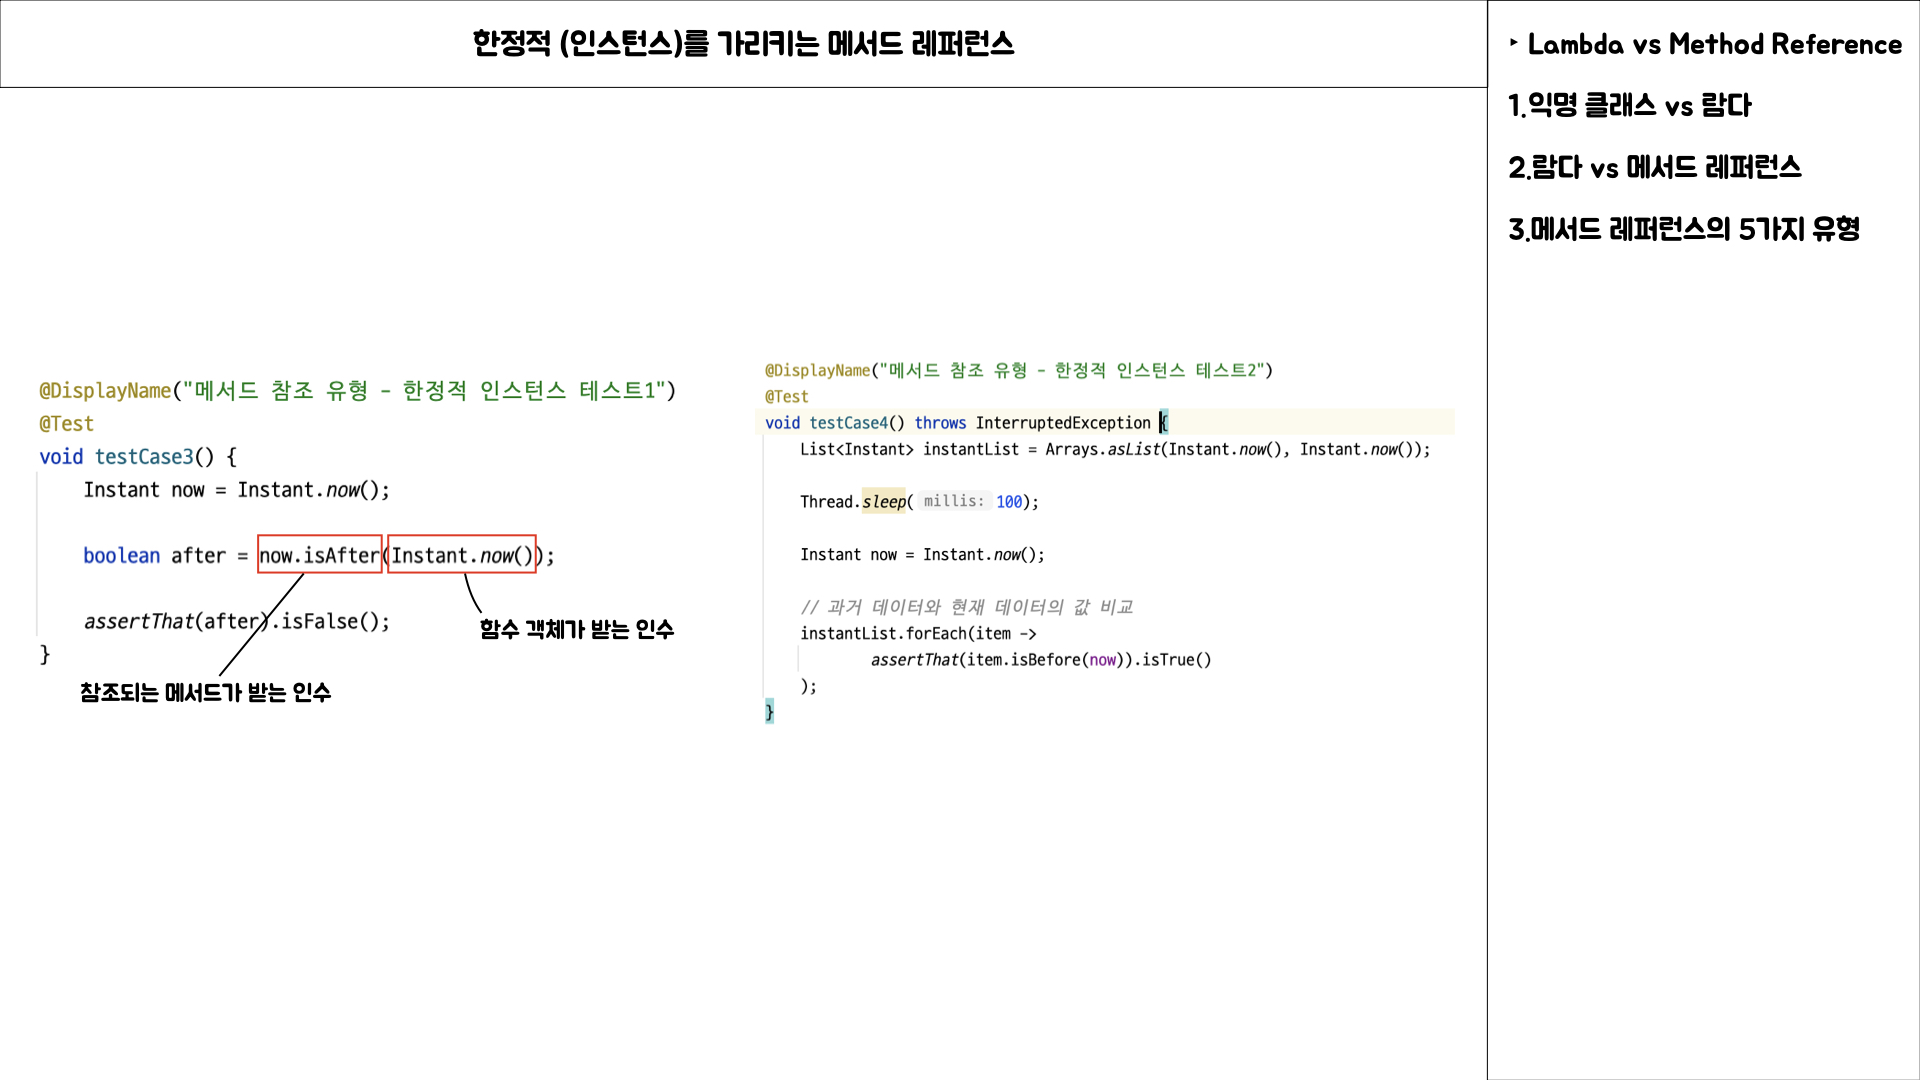 한정적 (인스턴스)를 가리키는 메서드 레퍼런스
@DisplayName("메서드 참조 유형 - 한정적 인스턴스 테스트1")
@Test
void testCase3() {
Instant now = Instant.now();
boolean after = now.isAfter(Instant.now());
assertThat(after).isFalse();
}
함수 객체가 받는 인수
참조되는 메서드가 받는 인수
@DisplayName("메서드 참조 유형 - 한정적 인스턴스 테스트2")
@Test
void testCase4() throws InterruptedException {
List<Instant> instantList = Arrays.asList(Instant.now(), Instant.now());
Thread.sleep( millis: 100);
Instant now = Instant.now();
// 과거 데이터와 현재 데이터의 값 비교
instantList.forEach(item ->
assertThat(item.isBefore(now)).isTrue()
);
}
‣ Lambda vs Method Reference
1.익명 클래스 vs 람다
2.람다 vs 메서드 레퍼런스
3.메서드 레퍼런스의 5가지 유형